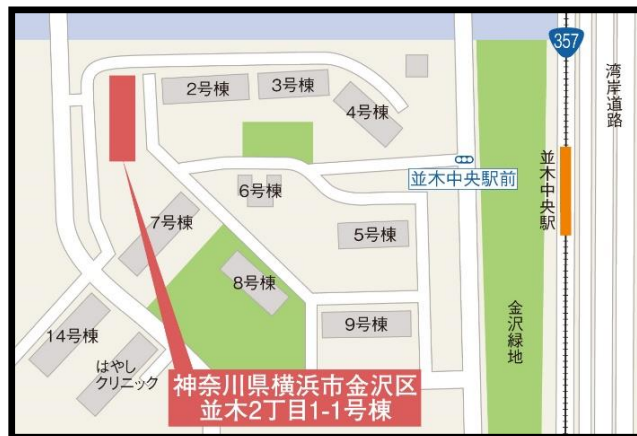 357
湾岸道路
2号棟
3号棟
4号棟
並木中央駅前
並木中央駅
6号棟
7号棟
5号棟
8号棟
金沢緑地
9号棟
14号棟
はやし
クリニック
神奈川県横浜市金沢区
並木2丁目1-1号棟